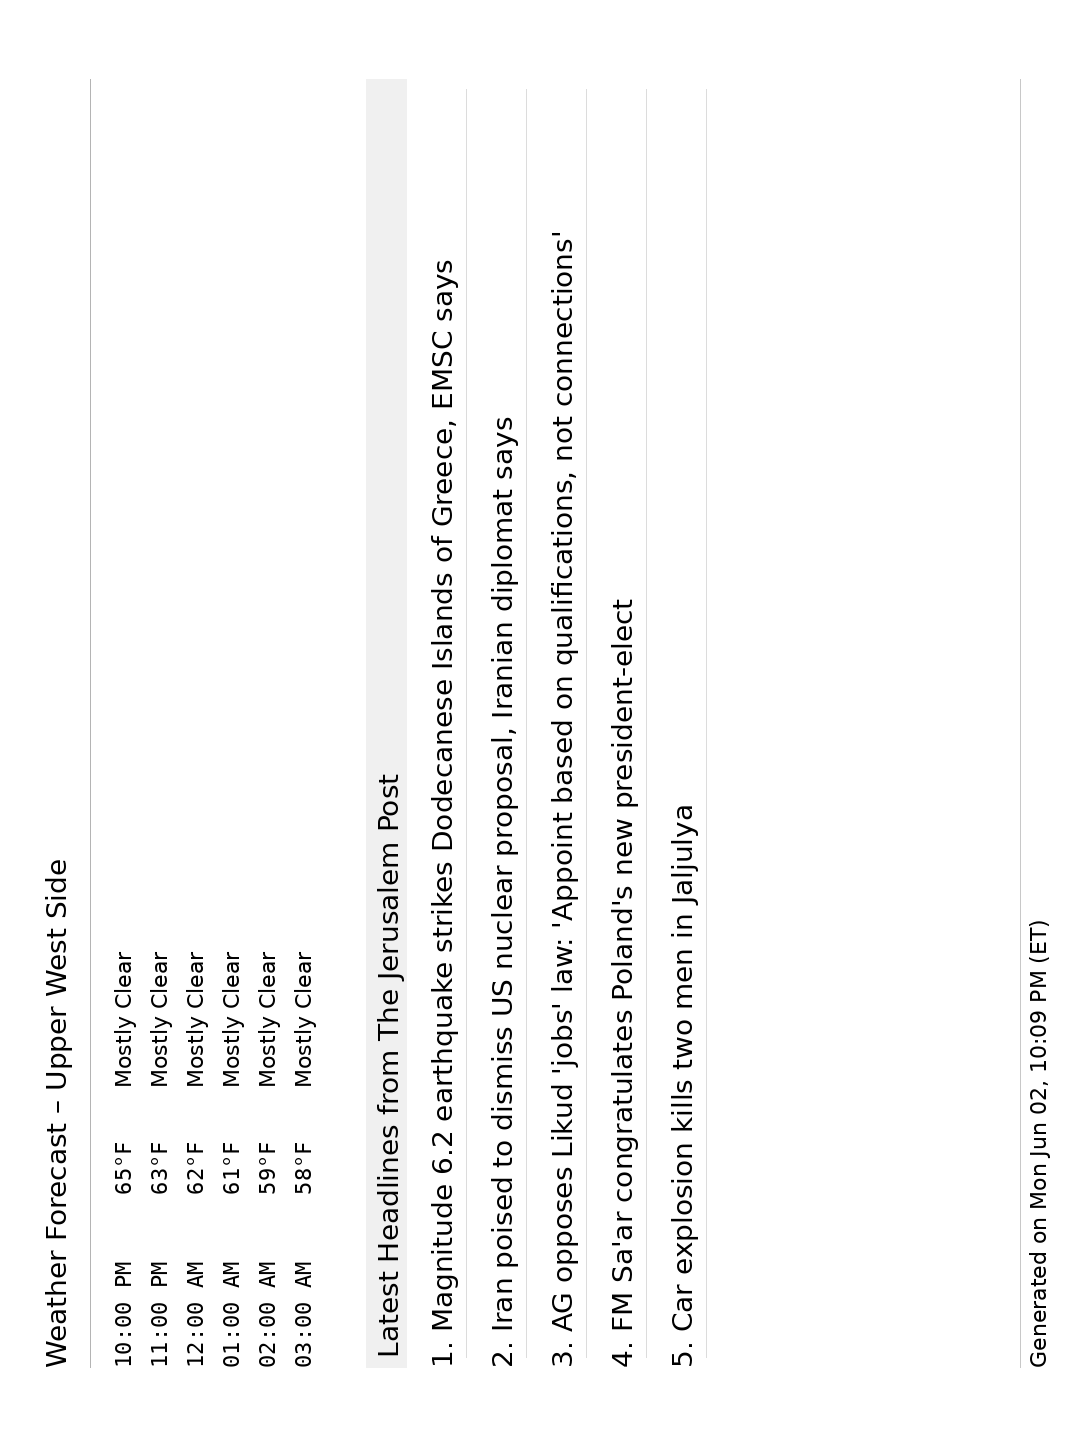 Weather Forecast – Upper West Side
10:00 PM 65°F Mostly Clear
11:00 PM 63°F Mostly Clear
12:00 AM 62°F Mostly Clear
01:00 AM 61°F Mostly Clear
02:00 AM 59°F Mostly Clear
03:00 AM 58°F Mostly Clear
Latest Headlines from The Jerusalem Post
1. Magnitude 6.2 earthquake strikes Dodecanese Islands of Greece, EMSC says
2. Iran poised to dismiss US nuclear proposal, Iranian diplomat says
3. AG opposes Likud 'jobs' law: 'Appoint based on qualifications, not connections'
4. FM Sa'ar congratulates Poland's new president-elect
5. Car explosion kills two men in Jaljulya
Generated on Mon Jun 02, 10:09 PM (ET)